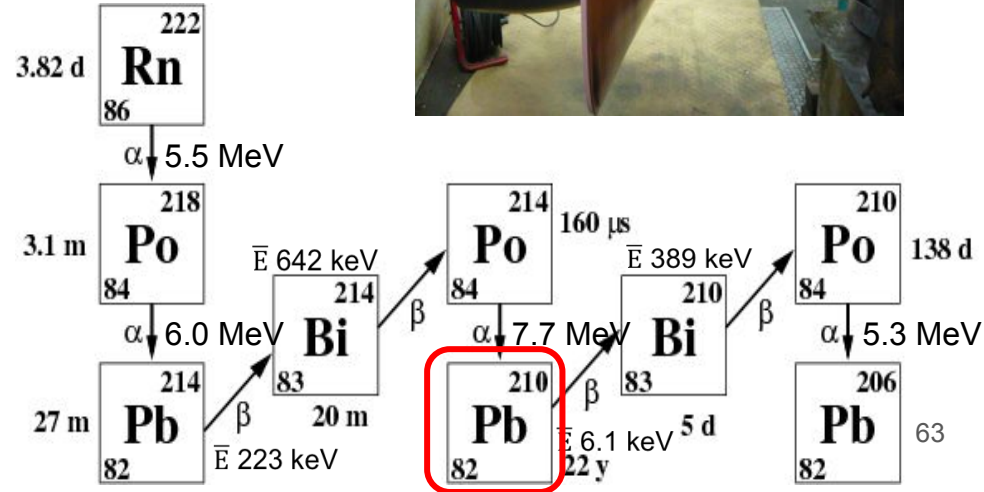 222
3.82 d Rn
86
α 5.5 MeV
218
3.1 m Po
84
α 6.0 MeV
214
27 m Pb
82
β
E̅ 223 keV
E̅ 642 keV
214
Bi
83
20 m
β
214
Po 160 μs
84
α 7.7 MeV
210
Pb
82
22 y
β
E̅ 6.1 keV
E̅ 389 keV
210
Bi
83
5 d
β
210
Po 138 d
84
α 5.3 MeV
206
Pb
82
63